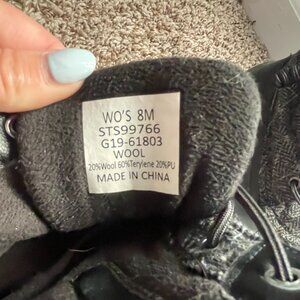 WO'S 8M
STS99766
G19-61803
WOOL
20%Wool 60%Terylene 20%PU
MADE IN CHINA